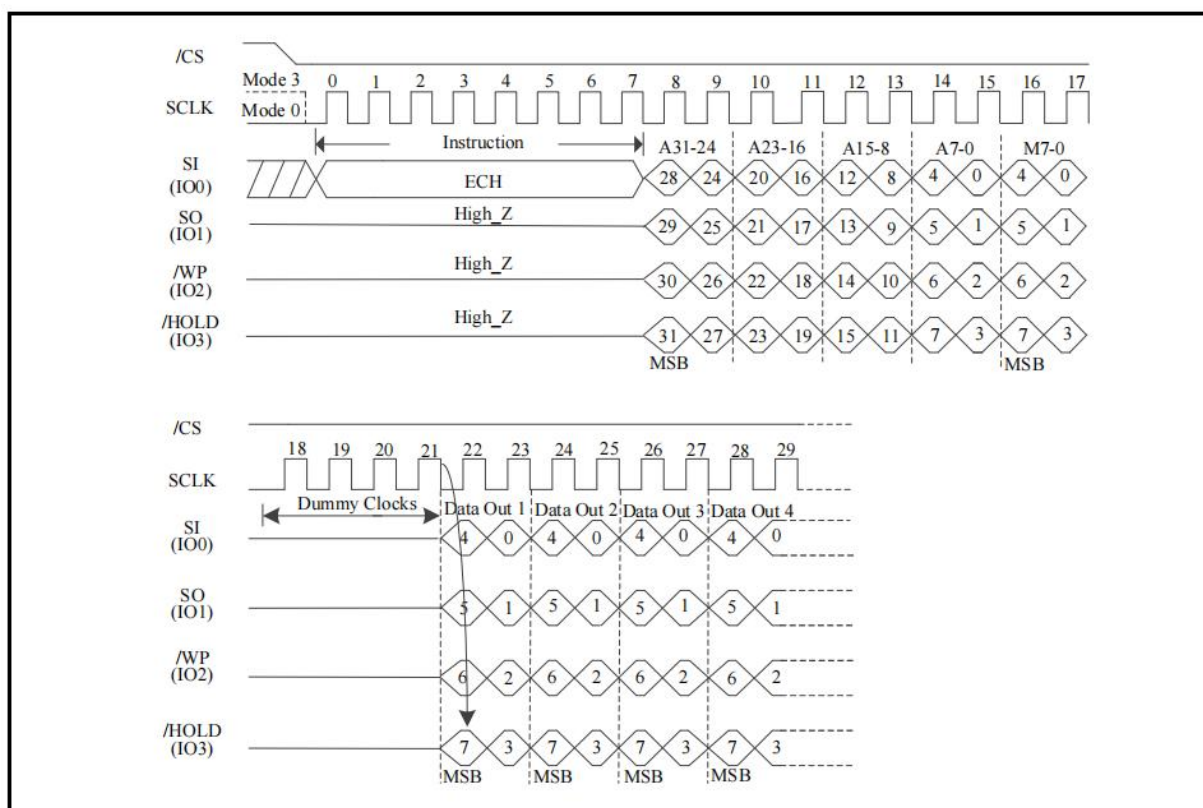 /CS
Mode 3 0 1 2 3 4 5 6 7 8 9 10 11 12 13 14 15 16 17
SCLK Mode 0
Instruction A31-24 A23-16 A15-8 A7-0 M7-0
SI
(IO0) ECH 28 24 20 16 12 8 4 0 4 0
SO
(IO1) High_Z 29 25 21 17 13 9 5 1 5 1
/WP
(IO2) High_Z 30 26 22 18 14 10 6 2 6 2
/HOLD
(IO3) High_Z 31 27 23 19 15 11 7 3 7 3
MSB MSB
/CS
18 19 20 21 22 23 24 25 26 27 28 29
SCLK
Dummy Clocks Data Out 1 Data Out 2 Data Out 3 Data Out 4
SI
(IO0) 4 0 4 0 4 0 4 0
SO
(IO1) 5 1 5 1 5 1 5 1
/WP
(IO2) 6 2 6 2 6 2 6 2
/HOLD
(IO3) 7 3 7 3 7 3 7 3
MSB MSB MSB MSB